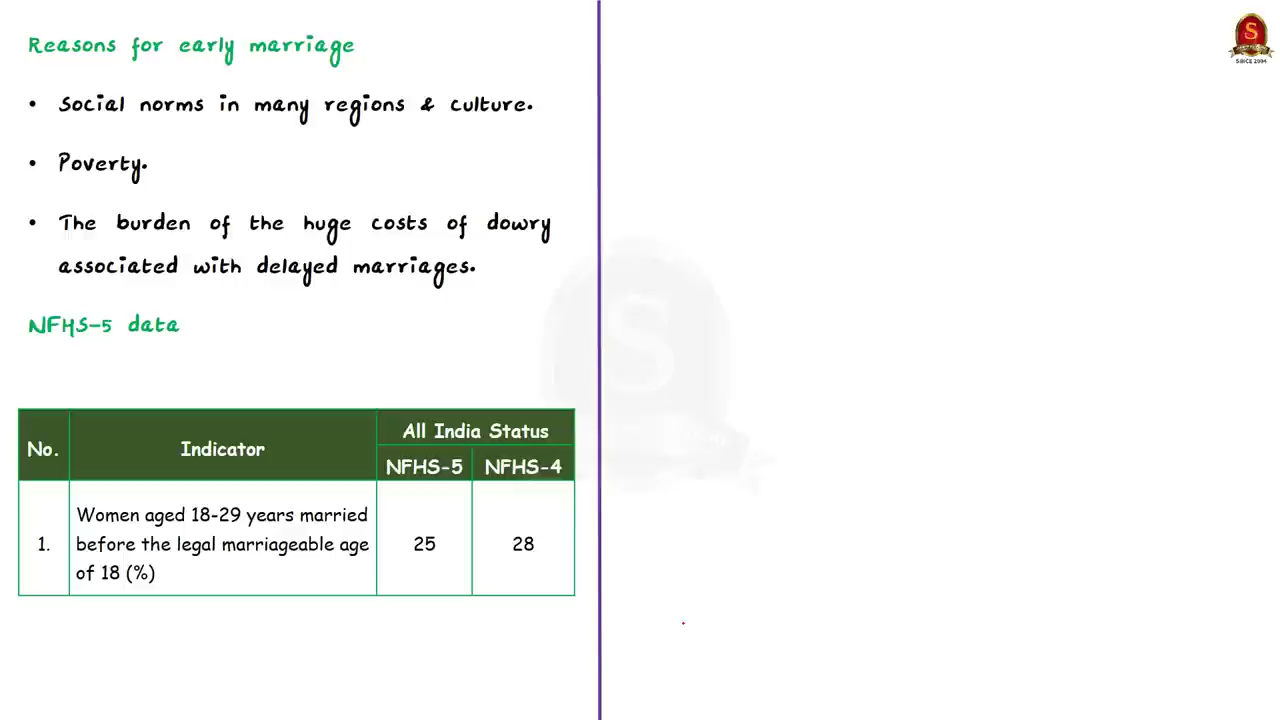 Reasons for early marriage
• Social norms in many regions & culture.
• Poverty.
• The burden of the huge costs of dowry
associated with delayed marriages.
NFHS-5 data
No. Indicator All India Status
NFHS-5 NFHS-4
1. Women aged 18-29 years married
before the legal marriageable age
of 18 (%) 25 28
S
SINCE 2004
S